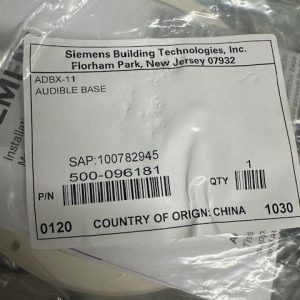 Siemens Building Technologies, Inc.
Florham Park, New Jersey 07932
ADBX-11
AUDIBLE BASE
SAP:100782945
P/N 500-096181 QTY 1
0120 COUNTRY OF ORIGN: CHINA 1030